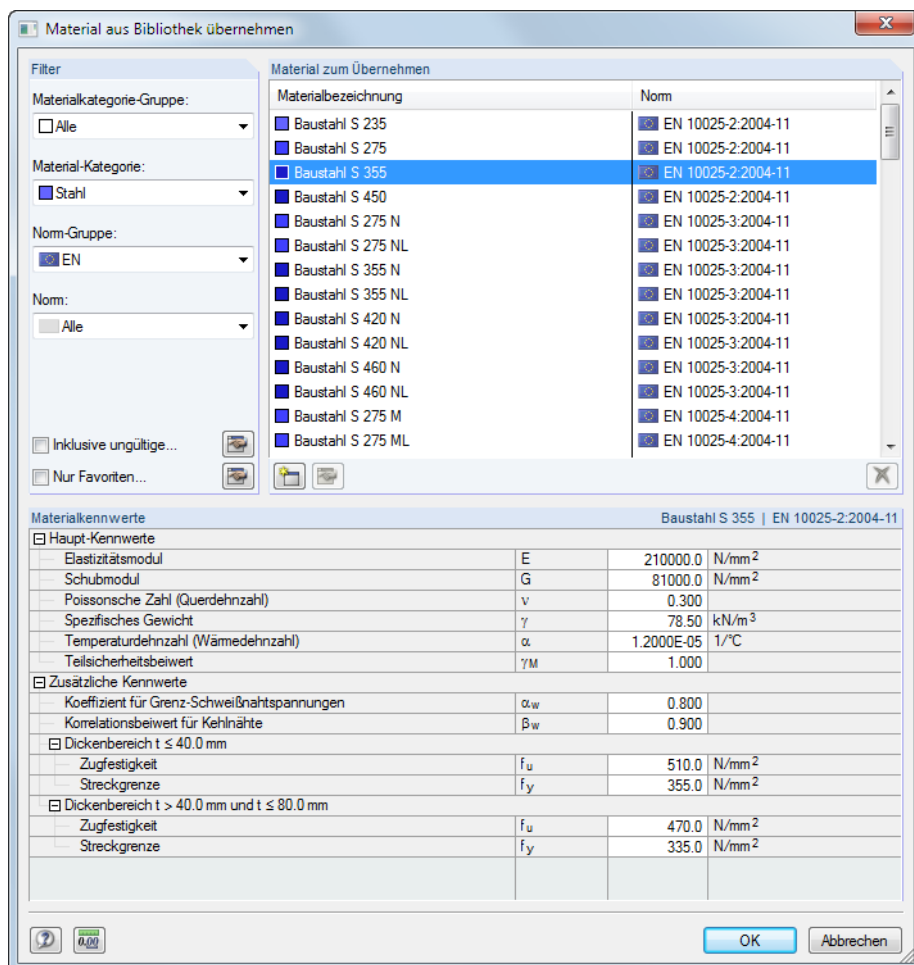 Material aus Bibliothek übernehmen
Filter
Materialkategorie-Gruppe:
Alle
Material-Kategorie:
Stahl
Norm-Gruppe:
EN
Norm:
Alle
Inklusive ungültige...
Nur Favoriten...
Material zum Übernehmen
Materialbezeichnung Norm
Baustahl S 235 EN 10025-2:2004-11
Baustahl S 275 EN 10025-2:2004-11
Baustahl S 355 EN 10025-2:2004-11
Baustahl S 450 EN 10025-2:2004-11
Baustahl S 275 N EN 10025-3:2004-11
Baustahl S 275 NL EN 10025-3:2004-11
Baustahl S 355 N EN 10025-3:2004-11
Baustahl S 355 NL EN 10025-3:2004-11
Baustahl S 420 N EN 10025-3:2004-11
Baustahl S 420 NL EN 10025-3:2004-11
Baustahl S 460 N EN 10025-3:2004-11
Baustahl S 460 NL EN 10025-3:2004-11
Baustahl S 275 M EN 10025-4:2004-11
Baustahl S 275 ML EN 10025-4:2004-11
Materialkennwerte Baustahl S 355 | EN 10025-2:2004-11
Haupt-Kennwerte
Elastizitätsmodul E 210000.0 N/mm²
Schubmodul G 81000.0 N/mm²
Poissonsche Zahl (Querdehnzahl) ν 0.300
Spezifisches Gewicht γ 78.50 kN/m³
Temperaturdehnzahl (Wärmedehnzahl) α 1.2000E-05 1/°C
Teilsicherheitsbeiwert γM 1.000
Zusätzliche Kennwerte
Koeffizient für Grenz-Schweißnahtspannungen αw 0.800
Korrelationsbeiwert für Kehlnähte βw 0.900
Dickenbereich t ≤ 40.0 mm
Zugfestigkeit fu 510.0 N/mm²
Streckgrenze fy 355.0 N/mm²
Dickenbereich t > 40.0 mm und t ≤ 80.0 mm
Zugfestigkeit fu 470.0 N/mm²
Streckgrenze fy 335.0 N/mm²
0.00
OK
Abbrechen